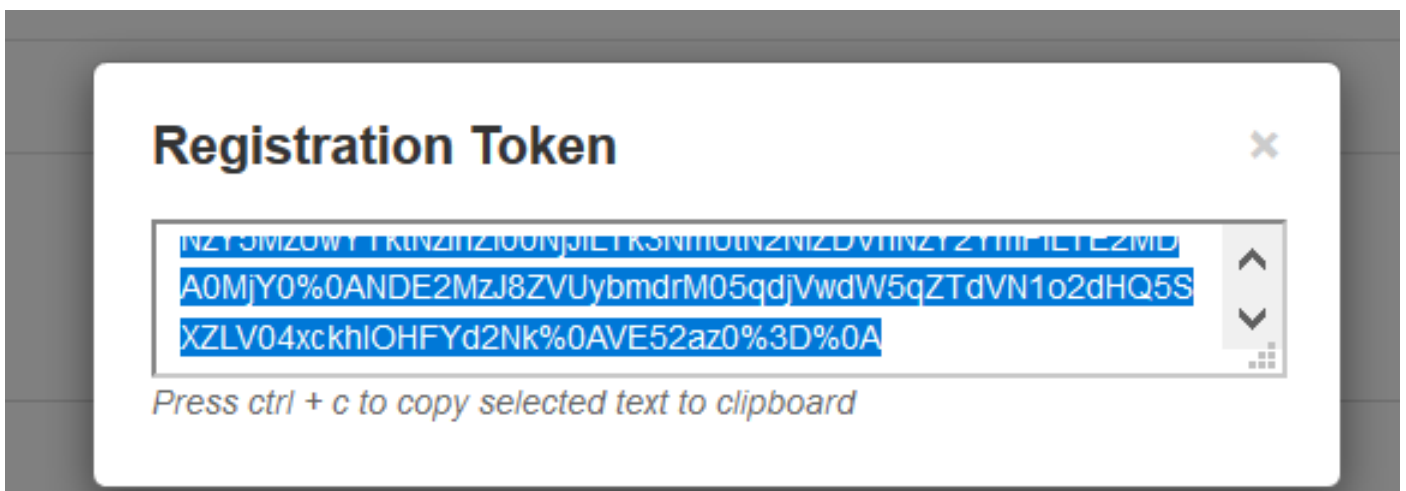 Registration Token
×
A0MjY0%0ANDE2MzJ8ZVUybmdrM05qdjVwdW5qZTdVN1o2dHQ5S
XZLV04xckhlOHFYd2Nk%0AVE52az0%3D%0A
Press ctrl + c to copy selected text to clipboard